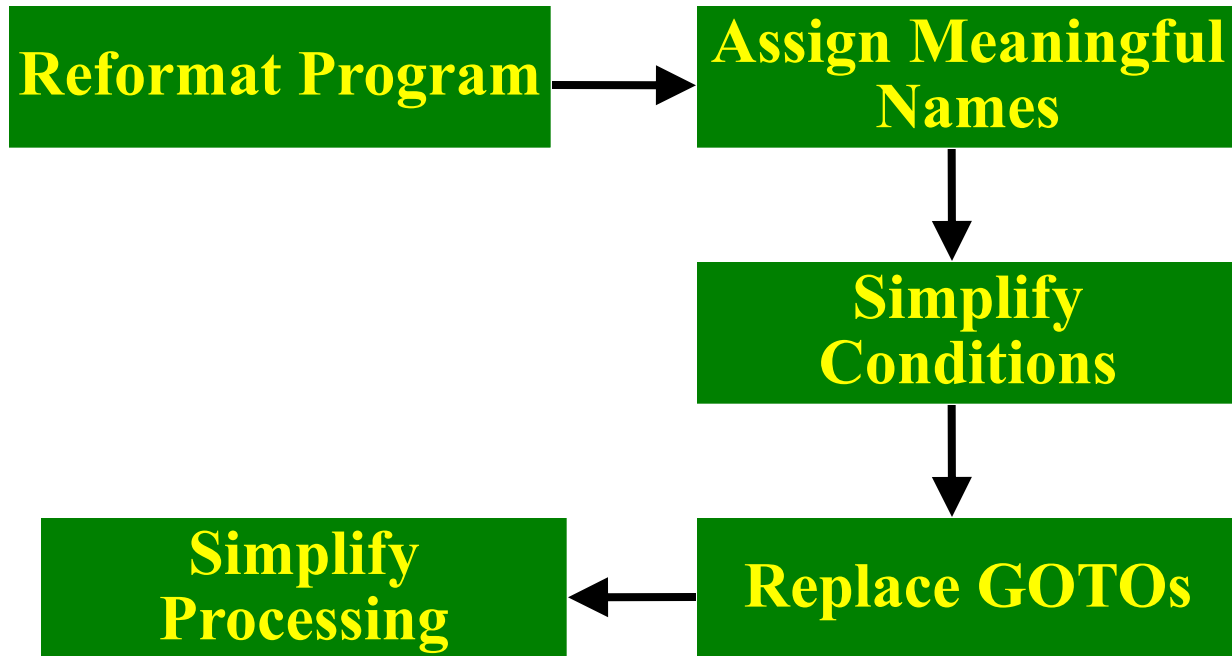 Reformat Program
Assign Meaningful
Names
Simplify
Conditions
Replace GOTOs
Simplify
Processing